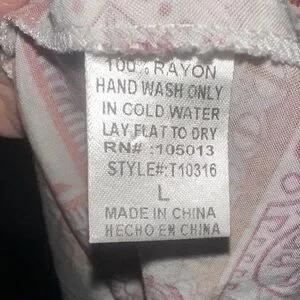 100% RAYON
HAND WASH ONLY
IN COLD WATER
LAY FLAT TO DRY
RN# :105013
STYLE#:T10316
L
MADE IN CHINA
HECHO EN CHINA